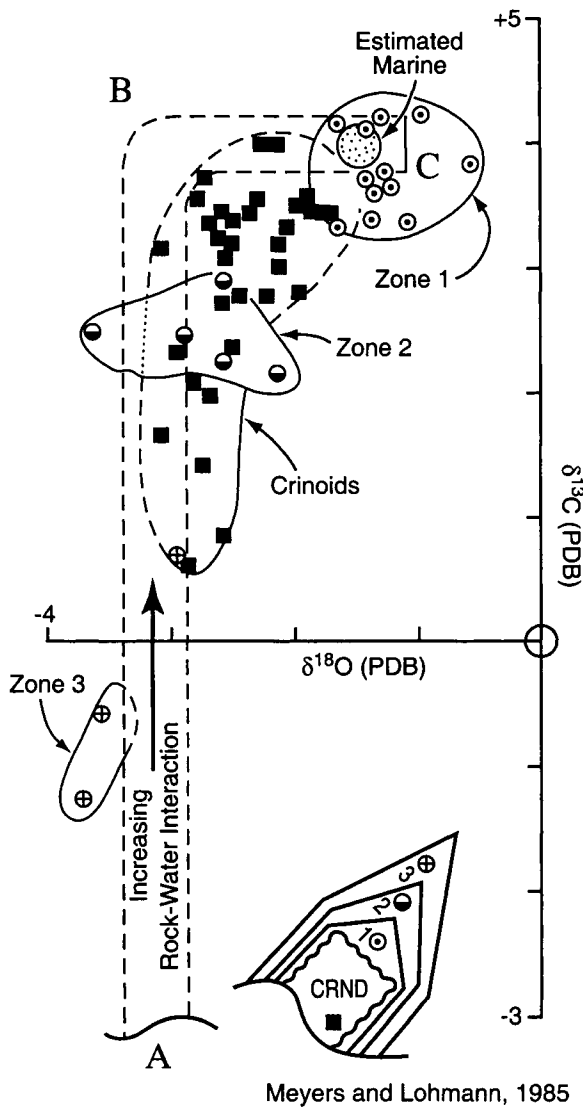 +5
Estimated
Marine
B
C
Zone 1
Zone 2
Crinoids
δ¹³C (PDB)
-4
0
δ¹⁸O (PDB)
Zone 3
Increasing
Rock-Water Interaction
3
2
1
CRND
-3
A
Meyers and Lohmann, 1985